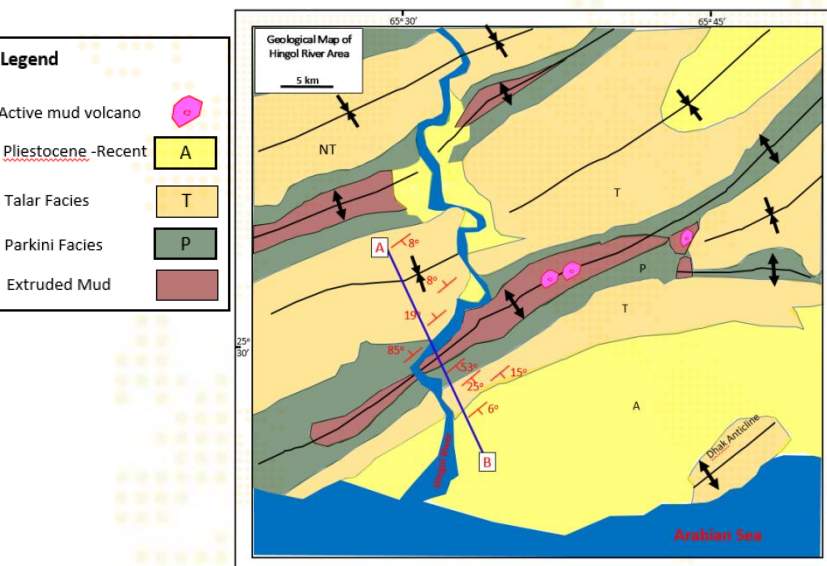 Legend
Active mud volcano
Pliestocene -Recent
A
Talar Facies
T
Parkini Facies
P
Extruded Mud
65° 30'
65° 45'
Geological Map of
Hingol River Area
5 km
NT
T
A
8°
8°
P
19°
T
25°
30'
85°
53°
15°
25°
6°
A
Dhak Anticline
B
Hingol River
Arabian Sea